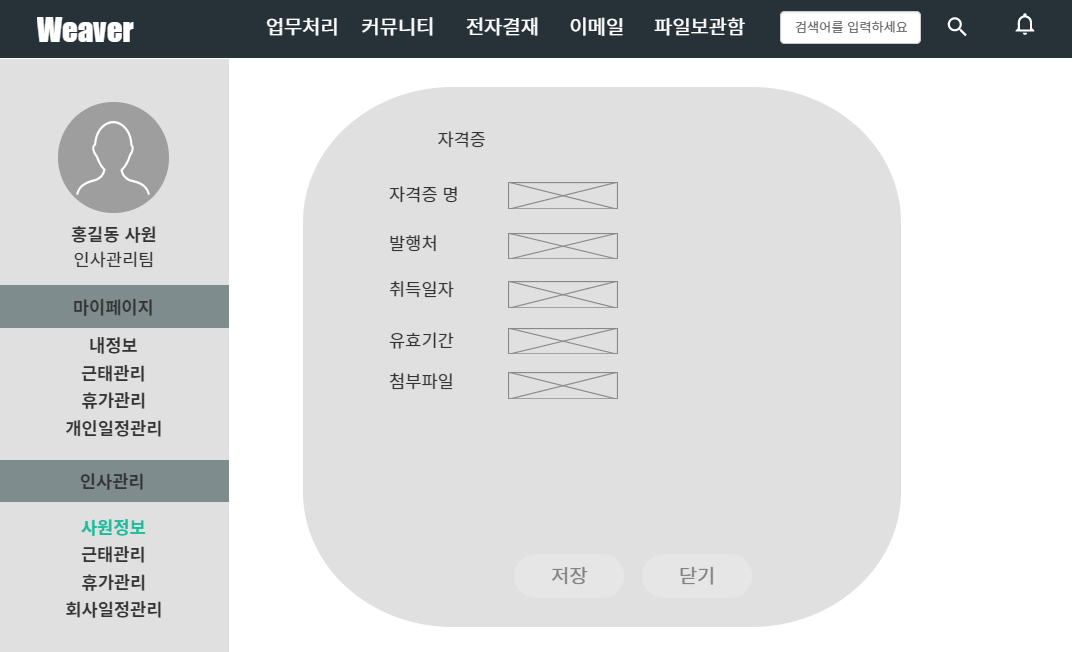 Weaver 업무처리 커뮤니티 전자결재 이메일 파일보관함 검색어를 입력하세요
홍길동 사원
인사관리팀
마이페이지
내정보
근태관리
휴가관리
개인일정관리
인사관리
사원정보
근태관리
휴가관리
회사일정관리
자격증
자격증 명
발행처
취득일자
유효기간
첨부파일
저장 닫기